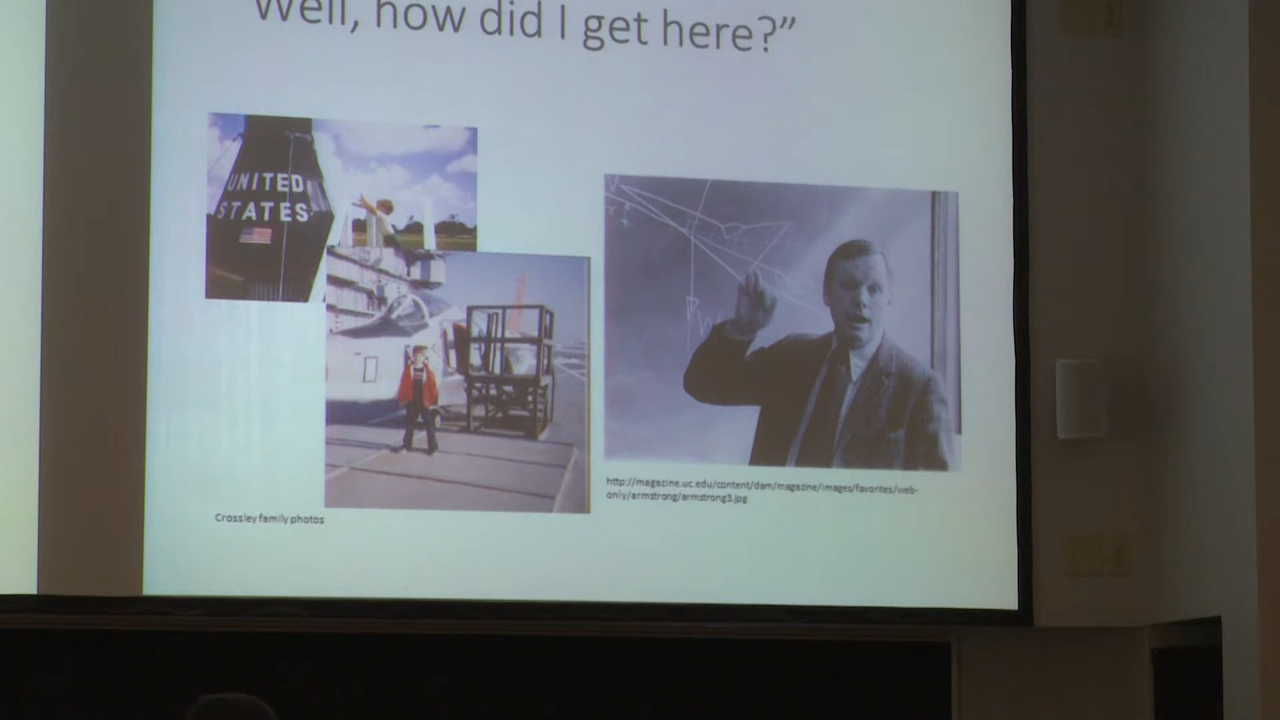 Well, how did I get here?”
UNITED
STATES
http://magazine.uc.edu/content/dam/magazine/images/favorites/web-
only/armstrong/armstrong3.jpg
Crossley family photos